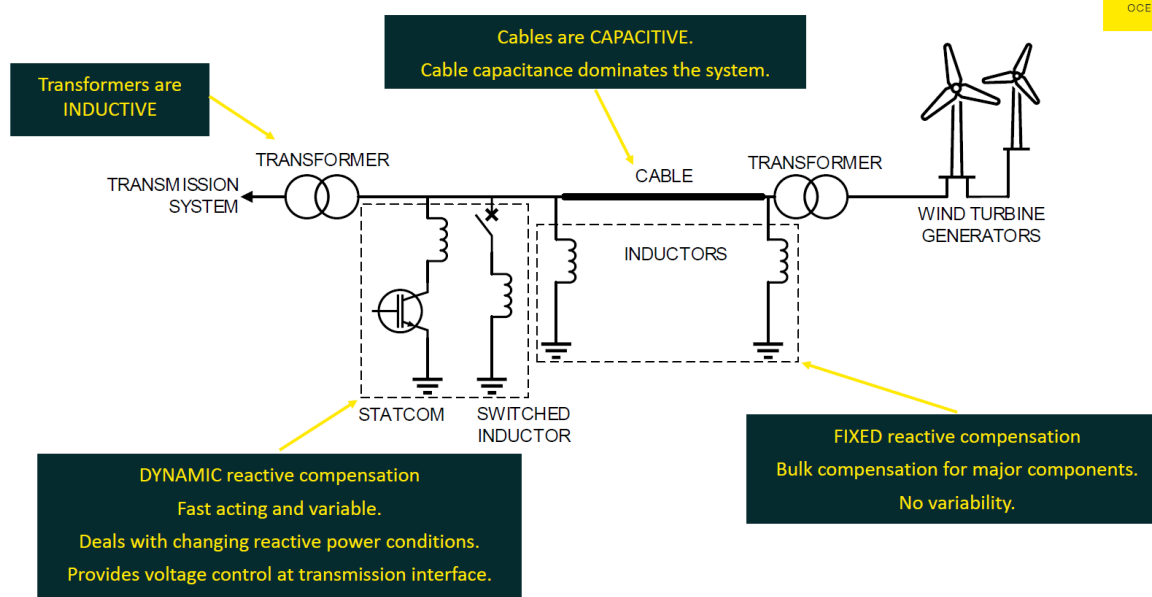 OCE
Cables are CAPACITIVE.
Cable capacitance dominates the system.
Transformers are
INDUCTIVE
TRANSFORMER
CABLE
TRANSFORMER
TRANSMISSION
SYSTEM
WIND TURBINE
GENERATORS
INDUCTORS
STATCOM
SWITCHED
INDUCTOR
DYNAMIC reactive compensation
Fast acting and variable.
Deals with changing reactive power conditions.
Provides voltage control at transmission interface.
FIXED reactive compensation
Bulk compensation for major components.
No variability.